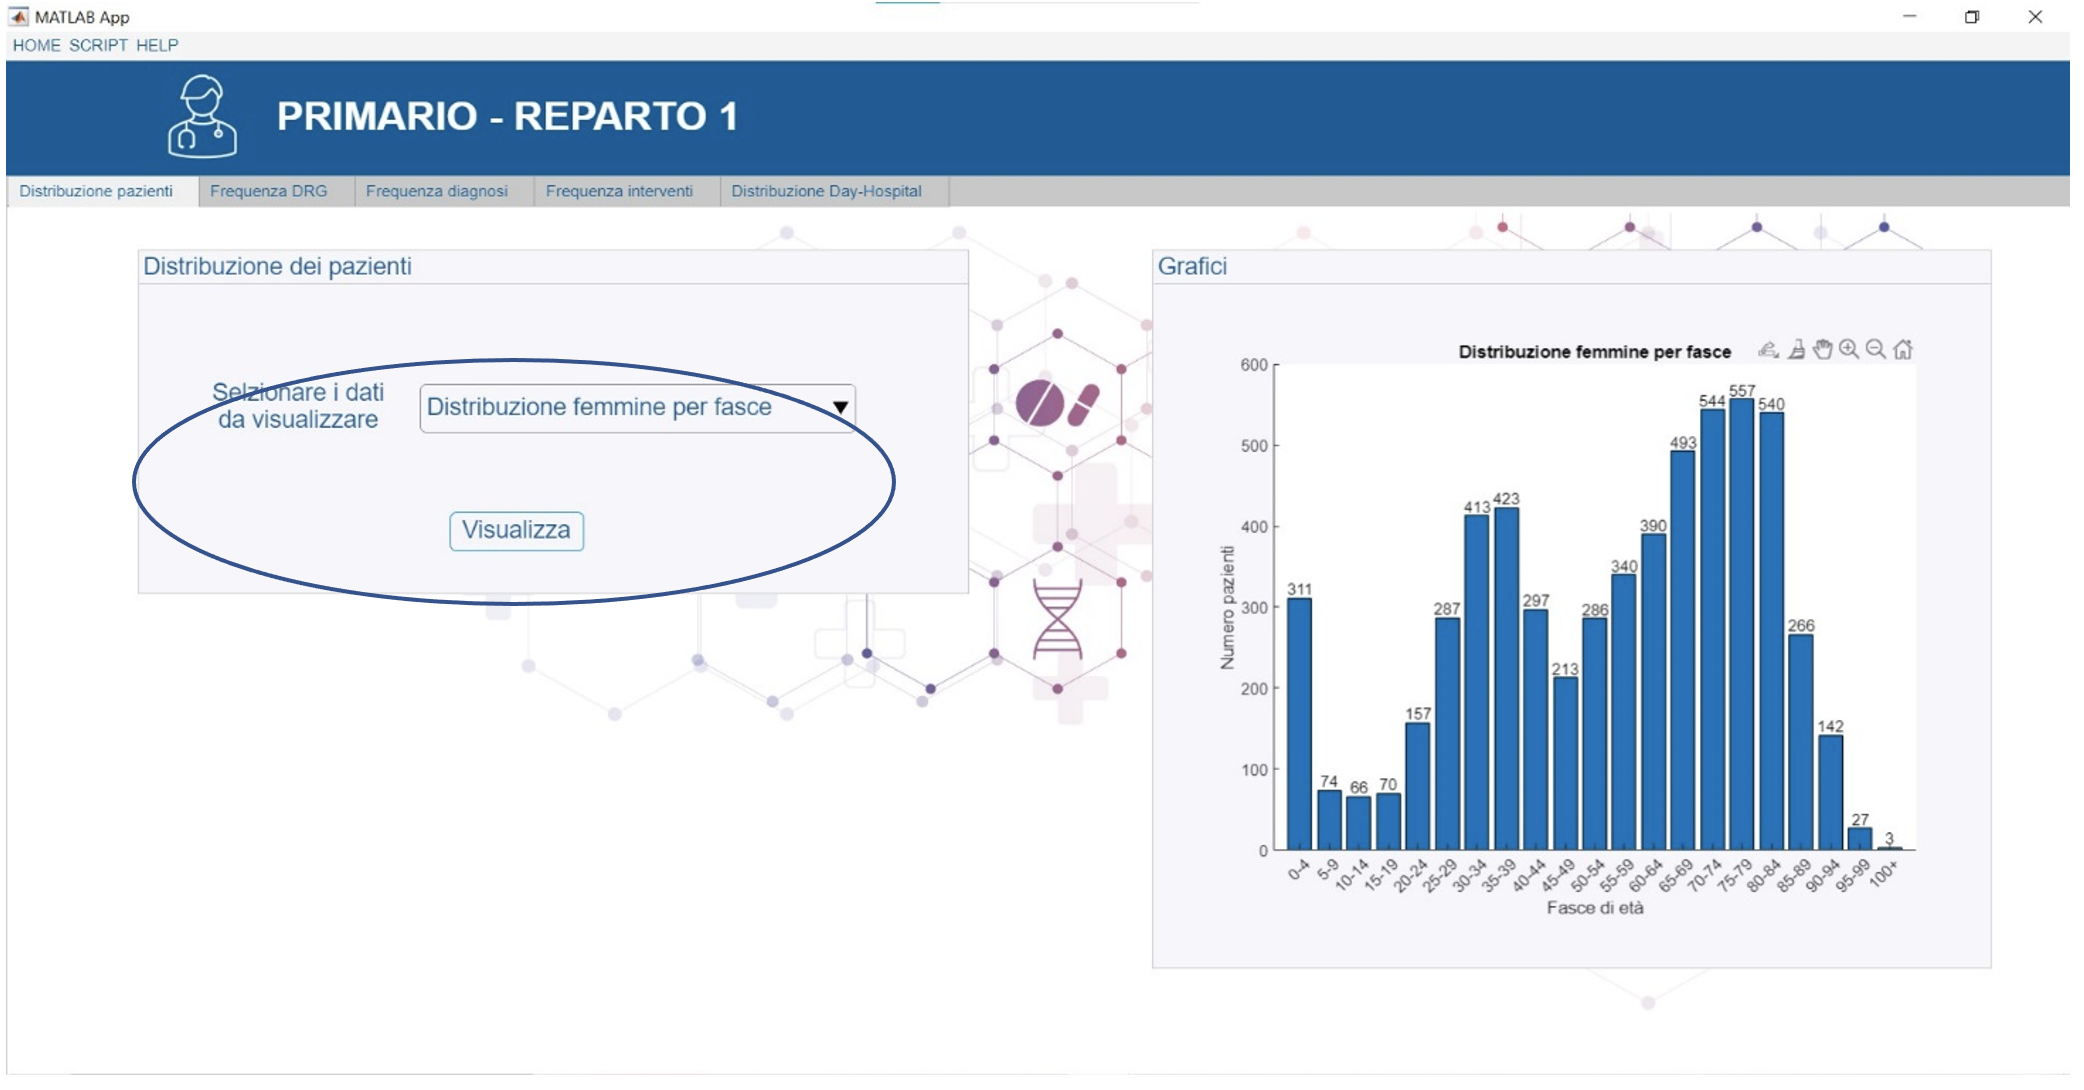 MATLAB App
HOME SCRIPT HELP
PRIMARIO - REPARTO 1
Distribuzione pazienti
Frequenza DRG
Frequenza diagnosi
Frequenza interventi
Distribuzione Day-Hospital
Distribuzione dei pazienti
Selzionare i dati
da visualizzare
Distribuzione femmine per fasce
Visualizza
Grafici
Distribuzione femmine per fasce
Numero pazienti
600
500
400
300
200
100
0
311
74
66
70
157
287
413
423
297
213
286
340
390
493
544
557
540
266
142
27
3
0-4
5-9
10-14
15-19
20-24
25-29
30-34
35-39
40-44
45-49
50-54
55-59
60-64
65-69
70-74
75-79
80-84
85-89
90-94
95-99
100+
Fasce di età